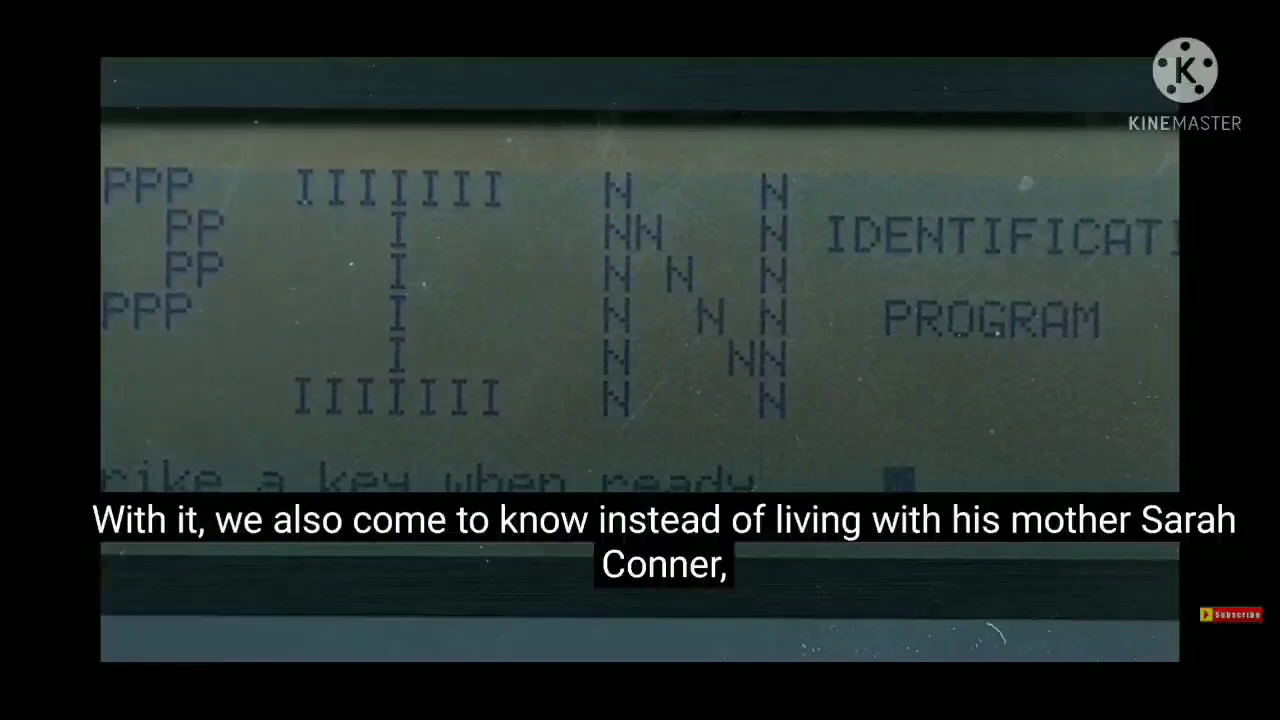 KINEMASTER
PPP IIIIIII N N
PP I NN N IDENTIFICATI
PP I N N N
PPP I N N N PROGRAM
I N NN
IIIIIII N N
rike a key when ready
With it, we also come to know instead of living with his mother Sarah
Conner,
Subscribe